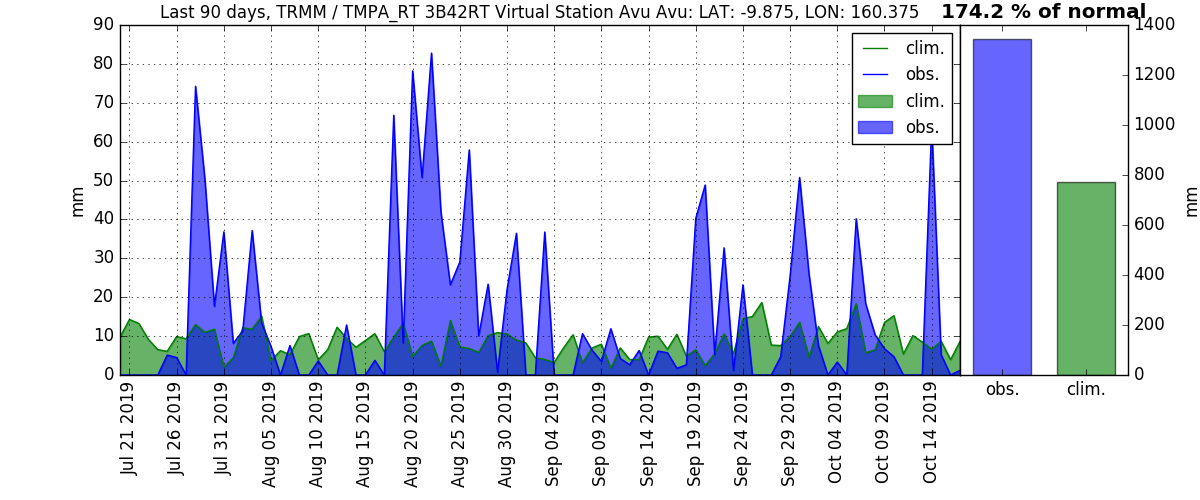 Last 90 days, TRMM / TMPA_RT 3B42RT Virtual Station Avu Avu: LAT: -9.875, LON: 160.375
174.2 % of normal
90
80
70
60
50
40
30
20
10
0
mm
clim.
obs.
clim.
obs.
1400
1200
1000
800
600
400
200
0
mm
Jul 21 2019
Jul 26 2019
Jul 31 2019
Aug 05 2019
Aug 10 2019
Aug 15 2019
Aug 20 2019
Aug 25 2019
Aug 30 2019
Sep 04 2019
Sep 09 2019
Sep 14 2019
Sep 19 2019
Sep 24 2019
Sep 29 2019
Oct 04 2019
Oct 09 2019
Oct 14 2019
obs.
clim.